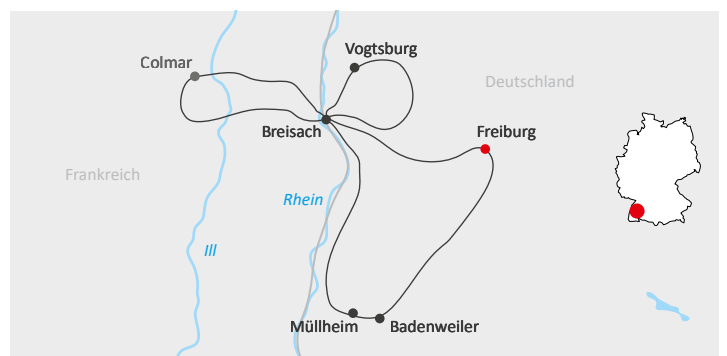 Vogtsburg
Colmar
Deutschland
Breisach
Freiburg
Frankreich
Rhein
Ill
Müllheim
Badenweiler